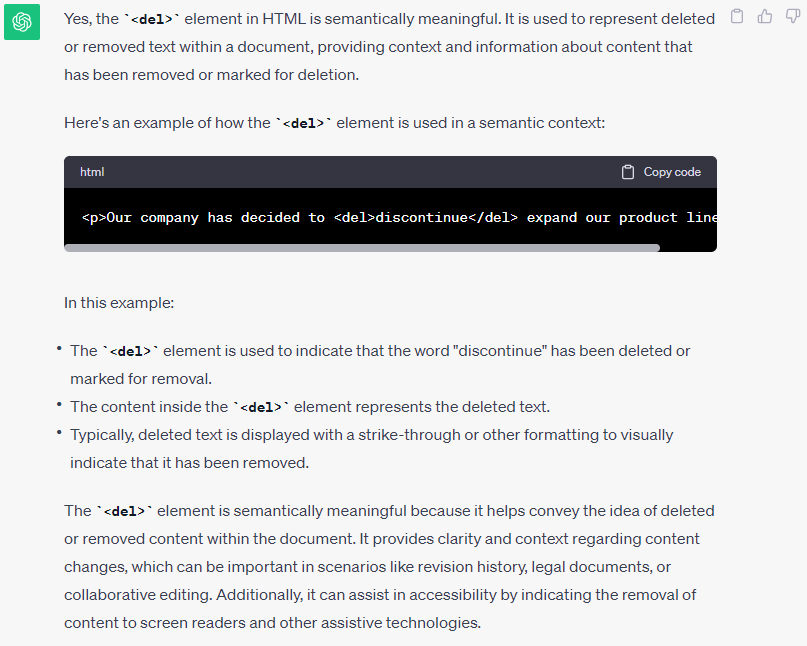 Yes, the `<del>` element in HTML is semantically meaningful. It is used to represent deleted
or removed text within a document, providing context and information about content that
has been removed or marked for deletion.
Here's an example of how the `<del>` element is used in a semantic context:
html
Copy code
<p>Our company has decided to <del>discontinue</del> expand our product line
In this example:
• The `<del>` element is used to indicate that the word "discontinue" has been deleted or
marked for removal.
• The content inside the `<del>` element represents the deleted text.
• Typically, deleted text is displayed with a strike-through or other formatting to visually
indicate that it has been removed.
The `<del>` element is semantically meaningful because it helps convey the idea of deleted
or removed content within the document. It provides clarity and context regarding content
changes, which can be important in scenarios like revision history, legal documents, or
collaborative editing. Additionally, it can assist in accessibility by indicating the removal of
content to screen readers and other assistive technologies.